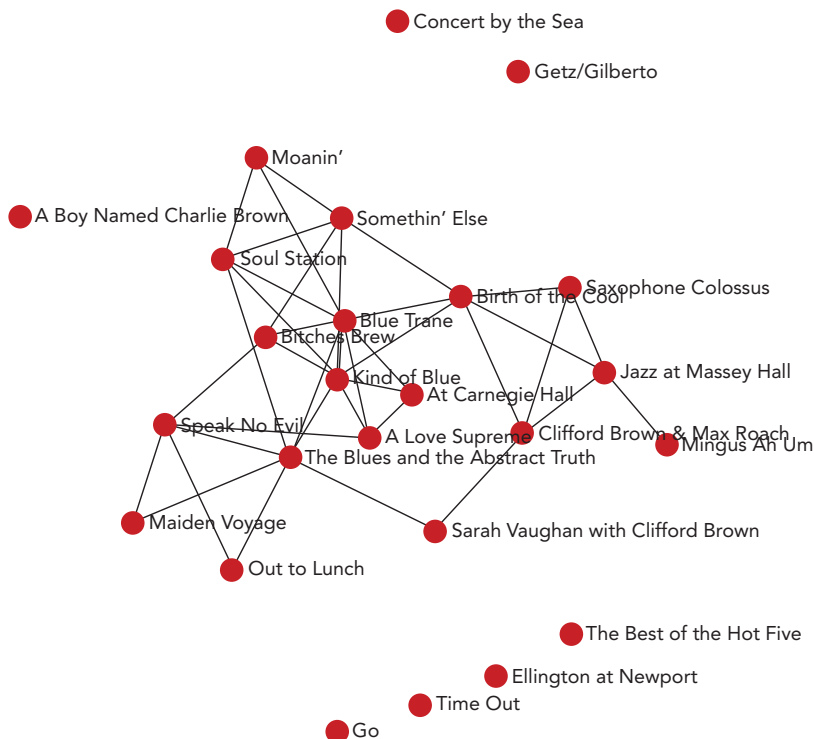 Concert by the Sea
Getz/Gilberto
Moanin’
A Boy Named Charlie Brown
Somethin’ Else
Soul Station
Saxophone Colossus
Birth of the Cool
Blue Trane
Bitches Brew
Jazz at Massey Hall
Kind of Blue
At Carnegie Hall
Speak No Evil
A Love Supreme
Clifford Brown & Max Roach
Mingus Ah Um
The Blues and the Abstract Truth
Maiden Voyage
Sarah Vaughan with Clifford Brown
Out to Lunch
The Best of the Hot Five
Ellington at Newport
Time Out
Go